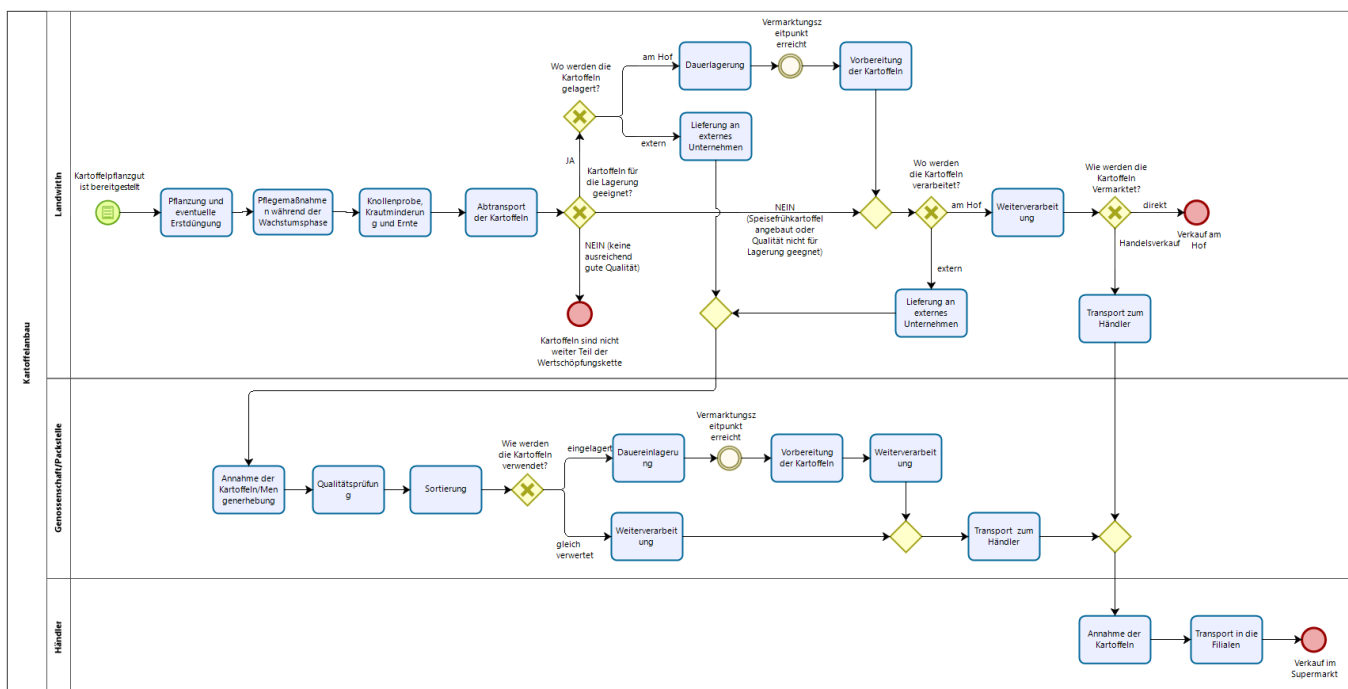 Kartoffelanbau
LandwirtIn
Kartoffelpflanzgut
ist bereitgestellt
Pflanzung und
eventuelle
Erstdüngung
Pflegemaßnahme
n während der
Wachstumsphase
Knollenprobe,
Krautminderun
g und Ernte
Abtransport
der Kartoffeln
Kartoffeln für
die Lagerung
geeignet?
JA
Wo werden die
Kartoffeln
gelagert?
am Hof
Dauerlagerung
Vermarktungsz
eitpunkt
erreicht
Vorbereitung
der Kartoffeln
extern
Lieferung an
externes
Unternehmen
NEIN
(Speisefrühkartoffel
angebaut oder
Qualität nicht für
Lagerung geegnet)
NEIN (keine
ausreichend
gute Qualität)
Kartoffeln sind nicht
weiter Teil der
Wertschöpfungskette
Wo werden
die Kartoffeln
verarbeitet?
am Hof
Weiterverarbeit
ung
Wie werden die
Kartoffeln
Vermarktet?
direkt
Verkauf am
Hof
Handelsverkauf
extern
Lieferung an
externes
Unternehmen
Transport zum
Händler
Genossenschaft/Packstelle
Annahme der
Kartoffeln/Men
generhebung
Qualitätsprüfun
g
Sortierung
Wie werden
die Kartoffeln
verwendet?
eingelagert
Dauereinlageru
ng
Vermarktungsz
eitpunkt
erreicht
Vorbereitung
der Kartoffeln
Weiterverarbeit
ung
gleich
verwertet
Weiterverarbeit
ung
Transport zum
Händler
Händler
Annahme der
Kartoffeln
Transport in die
Filialen
Verkauf im
Supermarkt